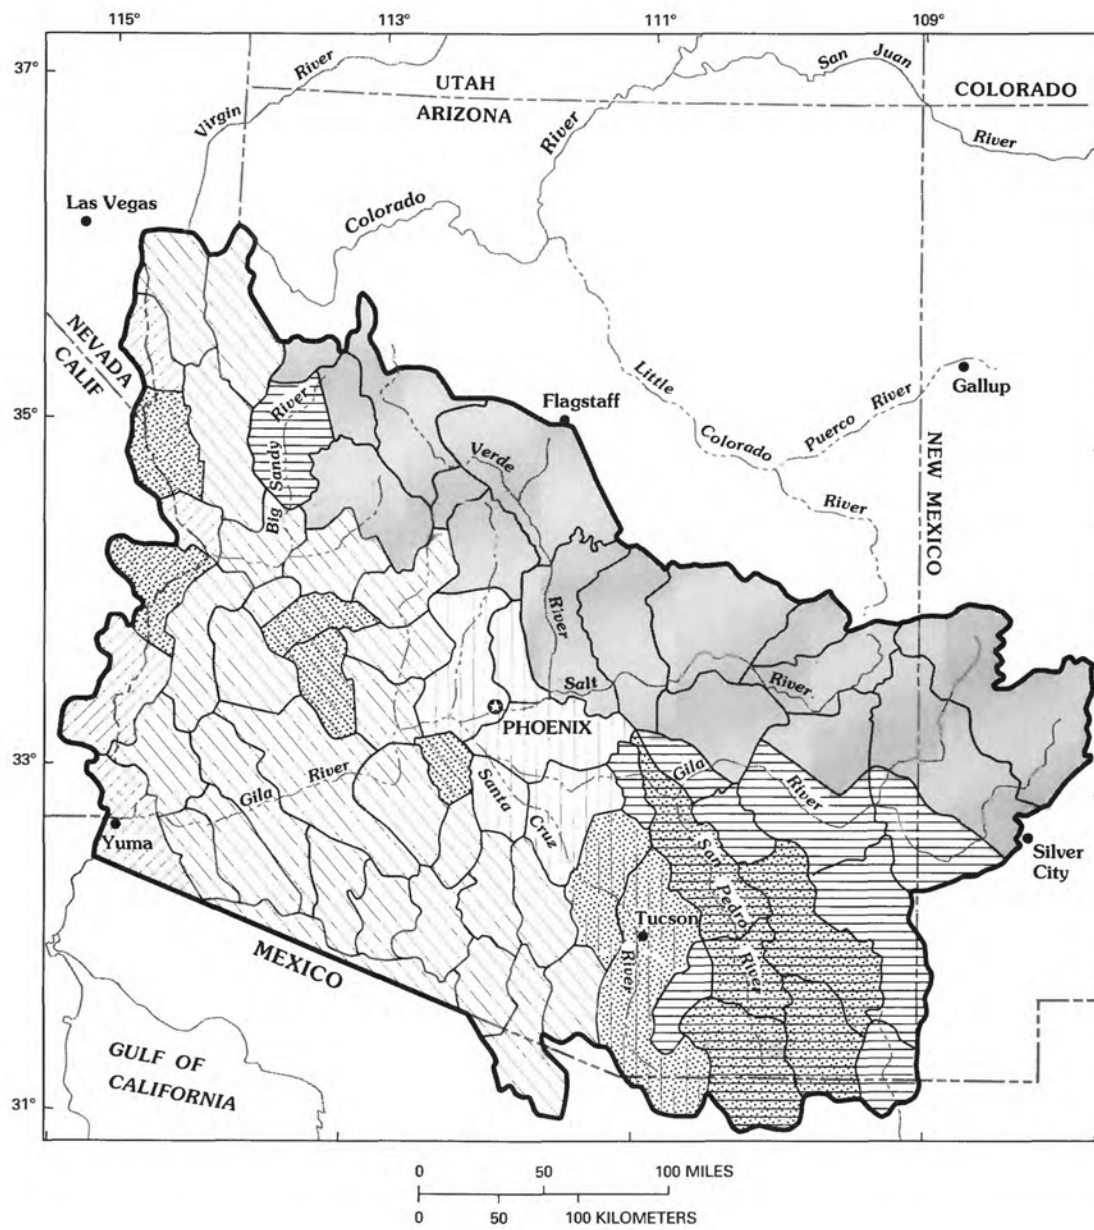 115°
113°
111°
109°
37°
Virgin River
UTAH
ARIZONA
River
San Juan River
COLORADO
Las Vegas
Colorado
NEVADA
CALIF
Little
Colorado
River
Puerco River
Gallup
Flagstaff
35°
Big Sandy River
Verde
River
NEW MEXICO
Salt
River
PHOENIX
33°
Gila River
Santa
Cruz
Gila
River
Yuma
San
Pedro
River
Tucson
River
Silver
City
MEXICO
GULF OF
CALIFORNIA
31°
0 50 100 MILES
0 50 100 KILOMETERS